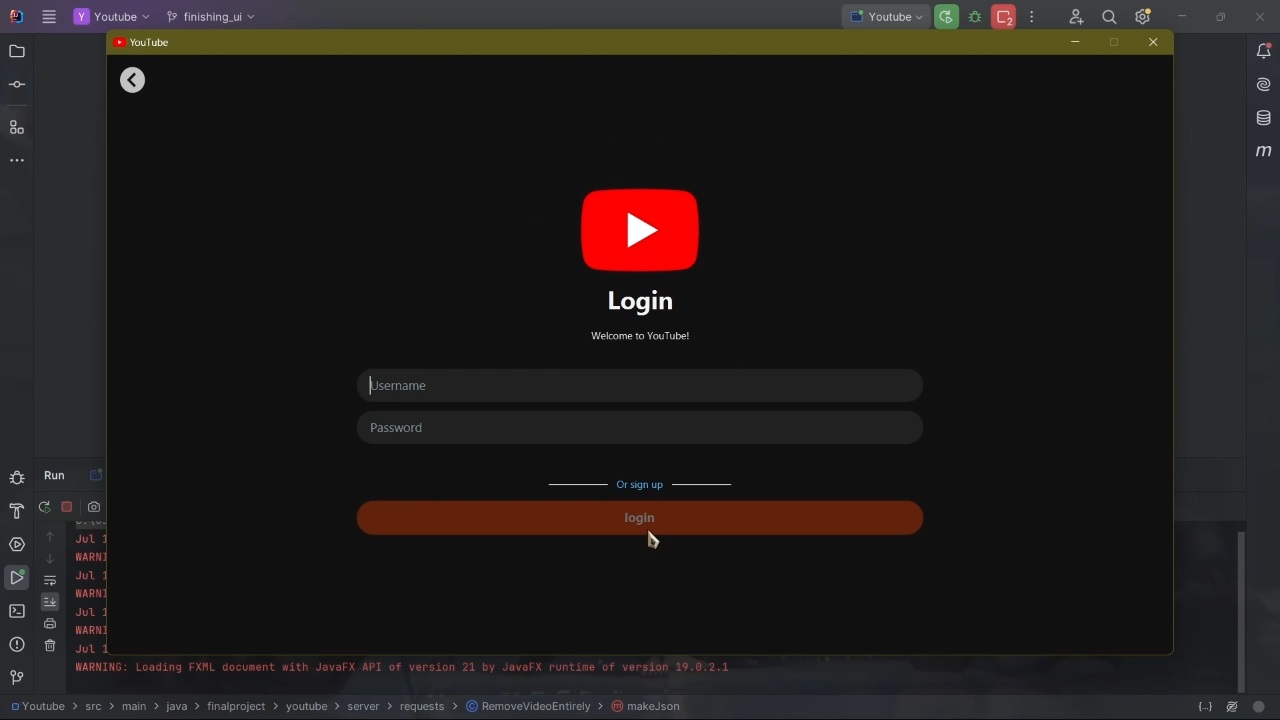 Y Youtube finishing_ui Youtube 2
YouTube
Login
Welcome to YouTube!
Username
Password
Or sign up
login
Run
Jul 1
WARNI
Jul 1
WARNI
Jul 1
WARNI
Jul 1
WARNING: Loading FXML document with JavaFX API of version 21 by JavaFX runtime of version 19.0.2.1
Youtube > src > main > java > finalproject > youtube > server > requests > RemoveVideoEntirely > makeJson
m